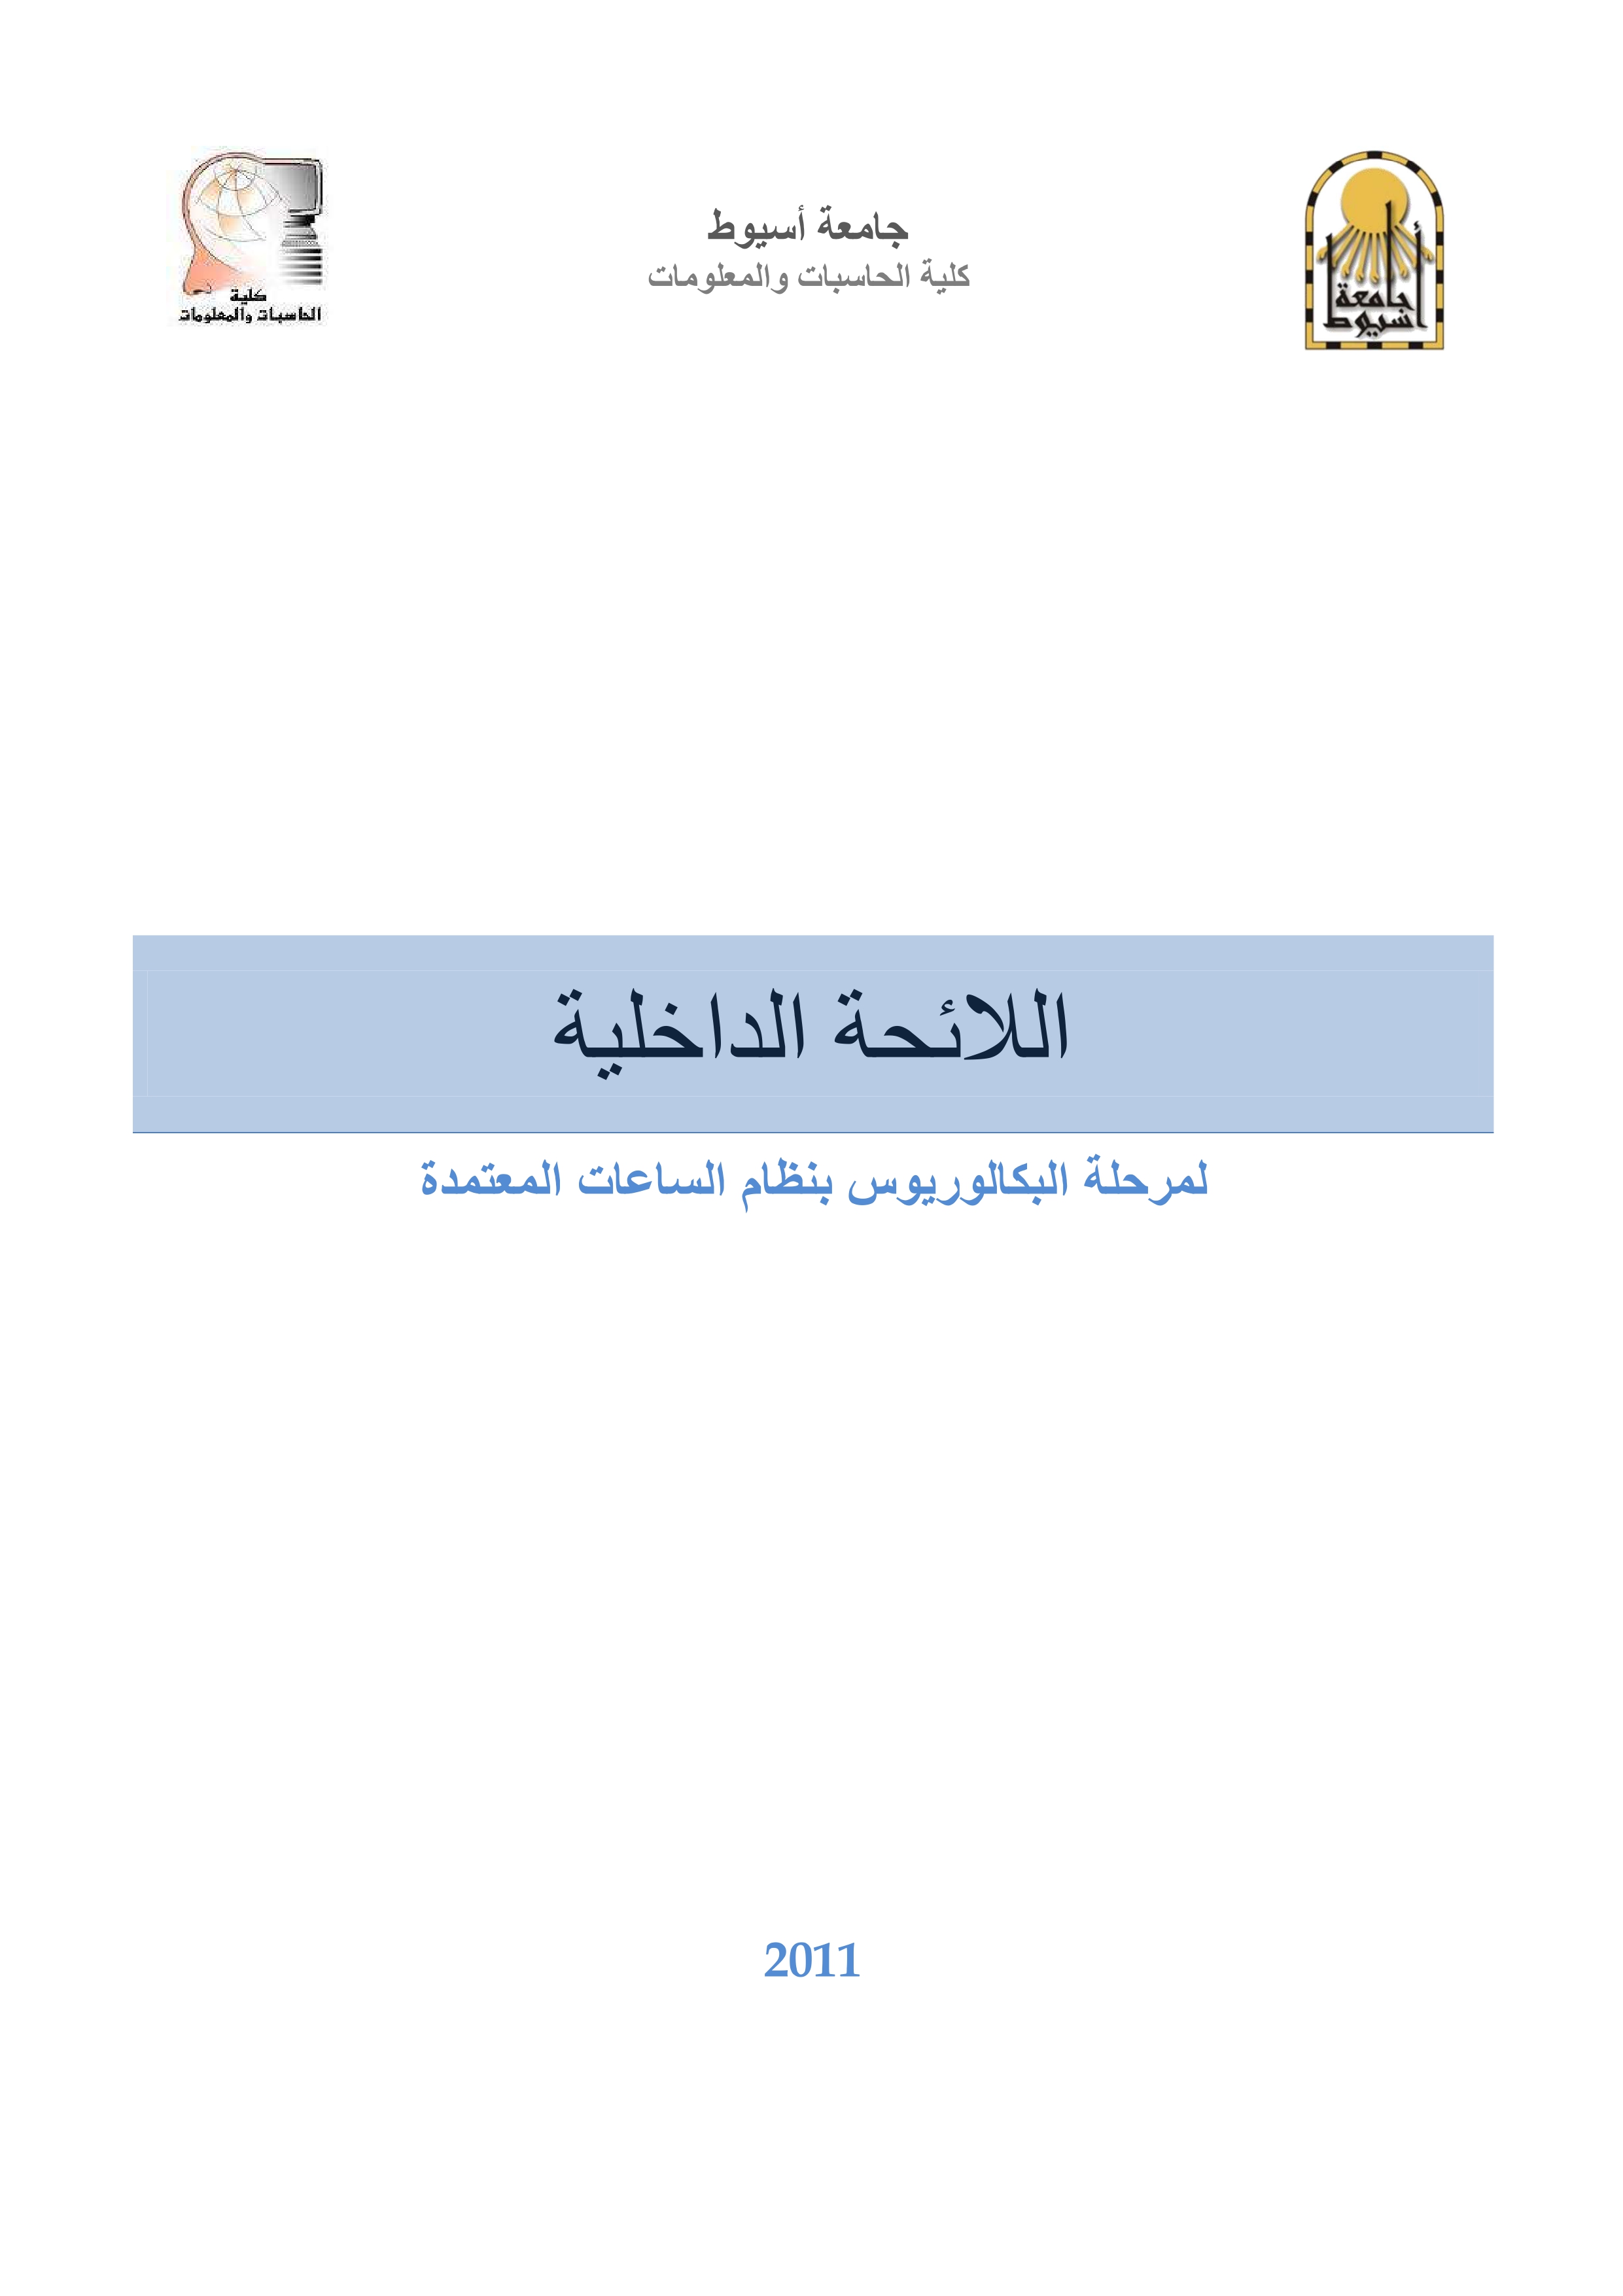 جامعة أسيوط
كلية الحاسبات والمعلومات
جامعة
أسيوط
كلية
الحاسبات والمعلومات
اللائحة الداخلية
لمرحلة البكالوريوس بنظام الساعات المعتمدة
2011